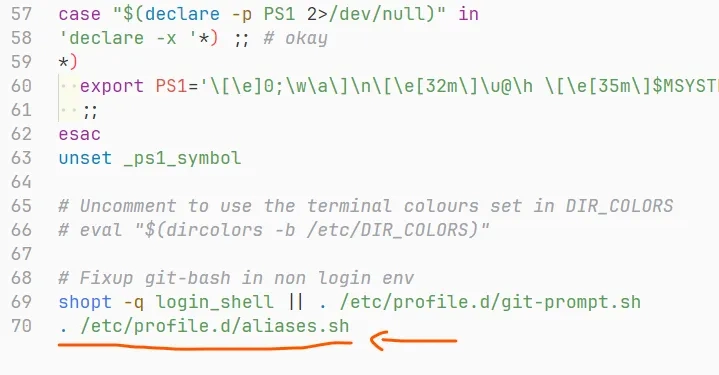 57 case "$(declare -p PS1 2>/dev/null)" in
58 'declare -x '*) ;; # okay
59 *)
60   export PS1='\[\e]0;\w\a\]\n\[\e[32m\]\u@\h \[\e[35m\]$MSYST
61   ;;
62 esac
63 unset _ps1_symbol
64
65 # Uncomment to use the terminal colours set in DIR_COLORS
66 # eval "$(dircolors -b /etc/DIR_COLORS)"
67
68 # Fixup git-bash in non login env
69 shopt -q login_shell || . /etc/profile.d/git-prompt.sh
70 . /etc/profile.d/aliases.sh